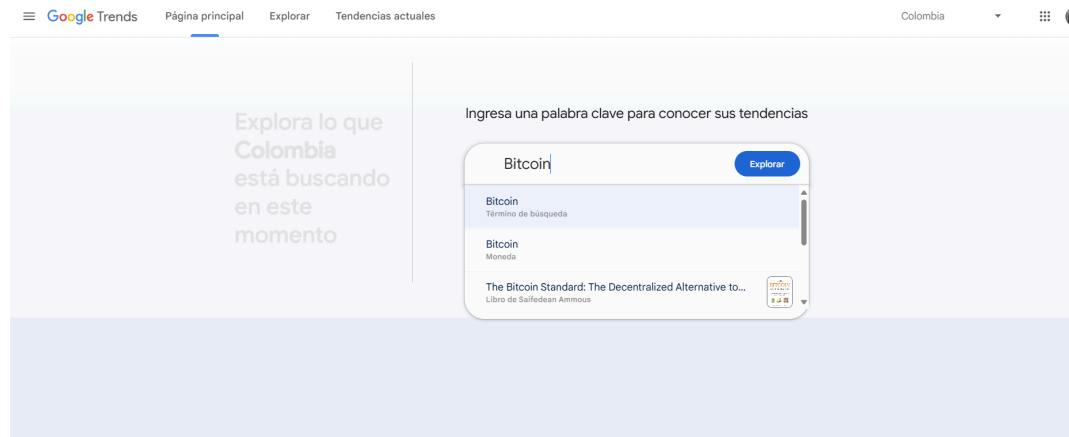 Google Trends Página principal Explorar Tendencias actuales Colombia
Explora lo que
Colombia
está buscando
en este
momento
Ingresa una palabra clave para conocer sus tendencias
Bitcoin Explorar
Bitcoin
Término de búsqueda
Bitcoin
Moneda
The Bitcoin Standard: The Decentralized Alternative to...
Libro de Saifedean Ammous